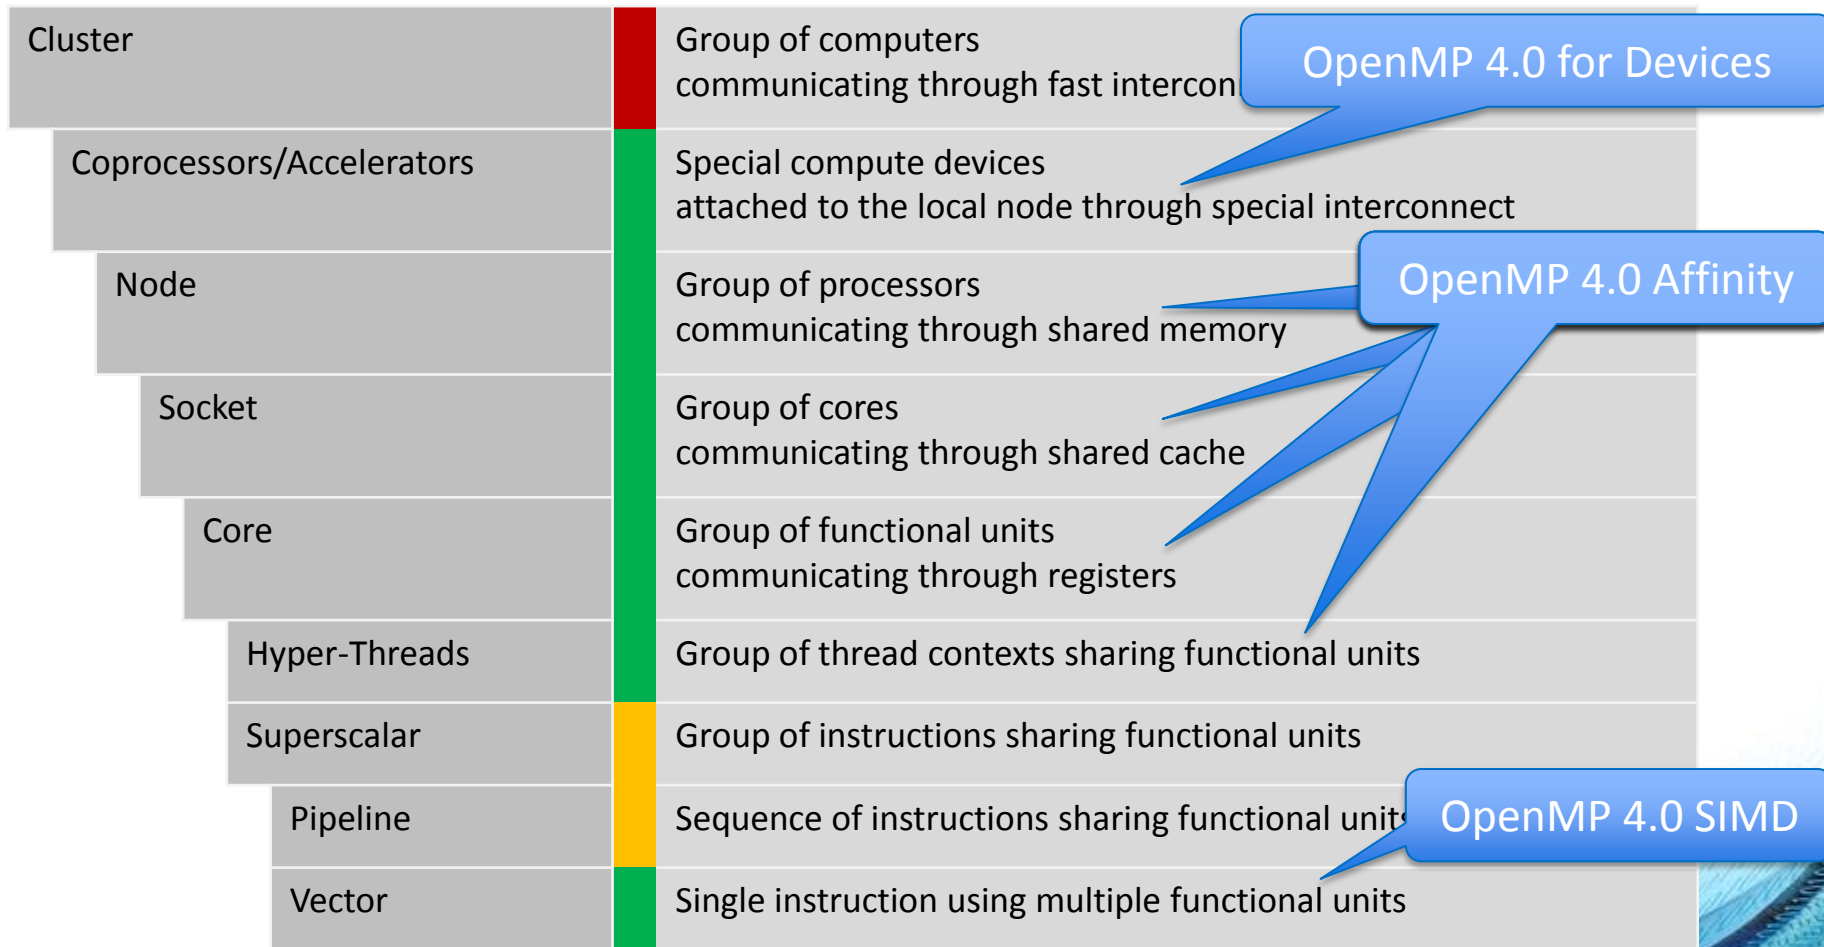 Cluster
Group of computers
communicating through fast
OpenMP 4.0 for Devices
Coprocessors/Accelerators
Special compute devices
attached to the local node through special interconnect
Node
Group of processors
communicating through shared memory
OpenMP 4.0 Affinity
Socket
Group of cores
communicating through shared cache
Core
Group of functional units
communicating through registers
Hyper-Threads
Group of thread contexts sharing functional units
Superscalar
Group of instructions sharing functional units
Pipeline
Sequence of instructions sharing functional units
OpenMP 4.0 SIMD
Vector
Single instruction using multiple functional units